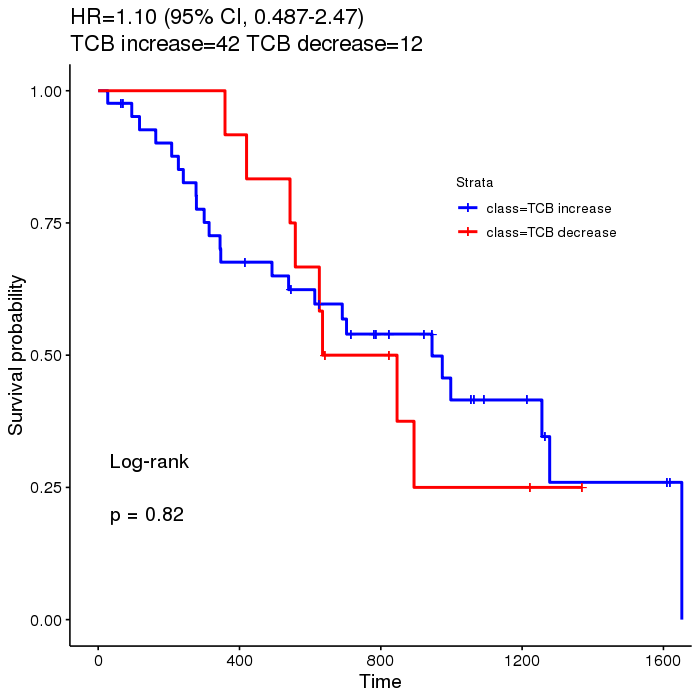 HR=1.10 (95% CI, 0.487-2.47)
TCB increase=42 TCB decrease=12
1.00
Strata
class=TCB increase
0.75
class=TCB decrease
Survival probability
0.50
Log-rank
0.25
p = 0.82
0.00
0 400 800 1200 1600
Time